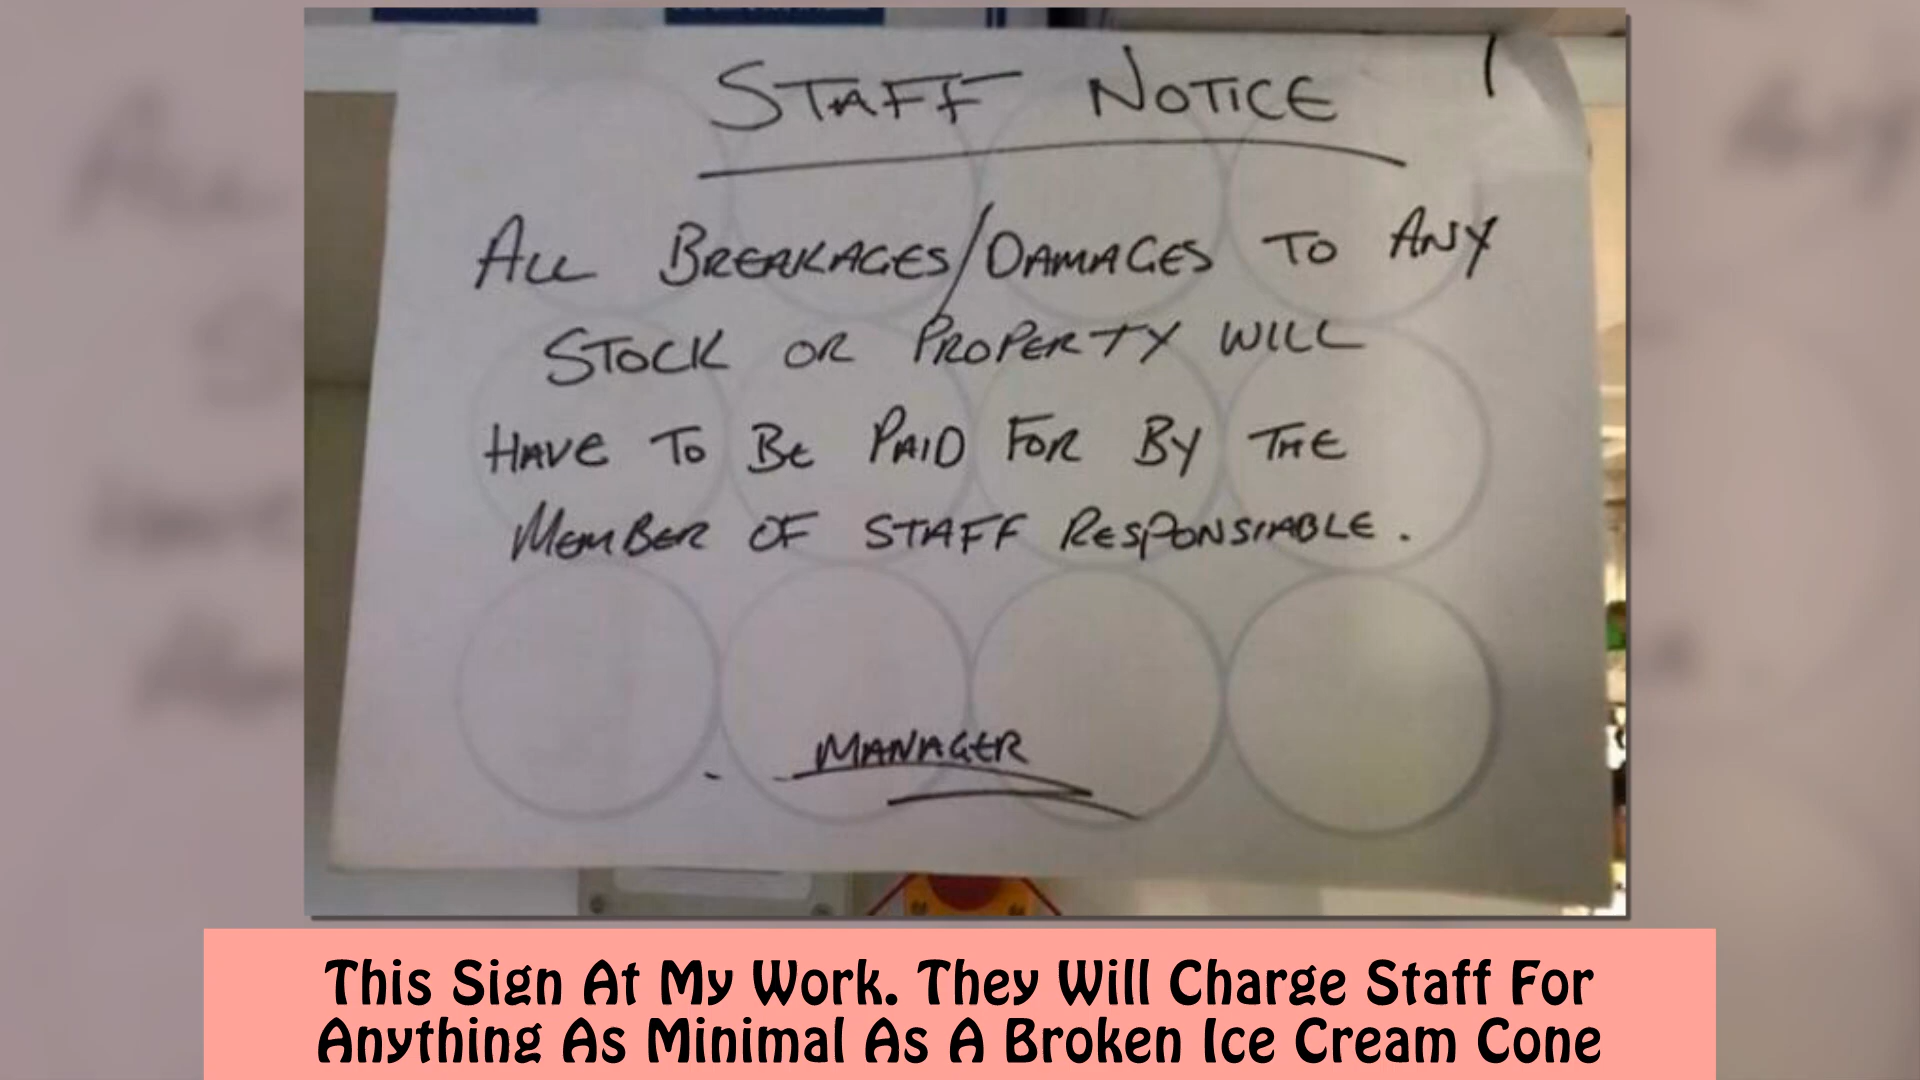 STAFF NOTICE
ALL BREAKAGES/DAMAGES TO ANY
STOCK OR PROPERTY WILL
HAVE TO BE PAID FOR BY THE
MEMBER OF STAFF RESPONSIABLE.
MANAGER
This Sign At My Work. They Will Charge Staff For
Anything As Minimal As A Broken Ice Cream Cone